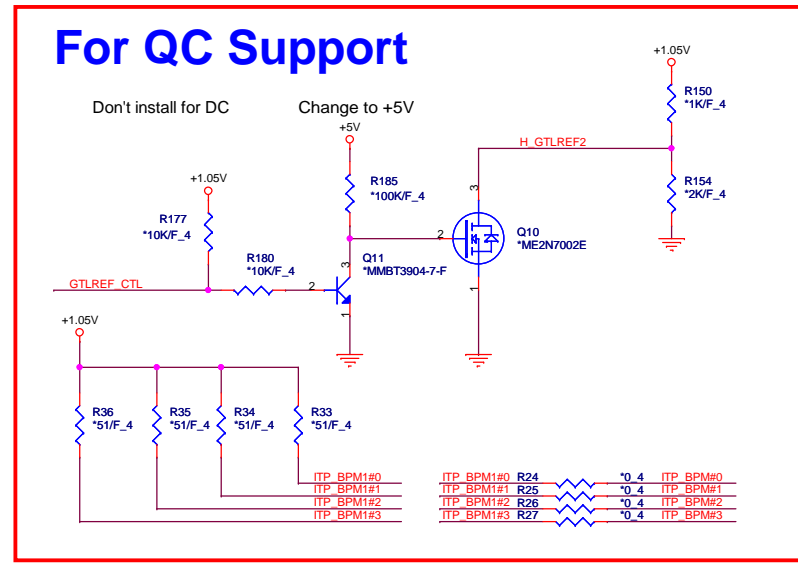 For QC Support
Don't install for DC
Change to +5V
+1.05V
R150
*1K/F_4
+5V
H_GTLREF2
R154
*2K/F_4
+1.05V
R185
*100K/F_4
3
R177
*10K/F_4
2
Q10
*ME2N7002E
R180
*10K/F_4
3
Q11
*MMBT3904-7-F
GTLREF_CTL
2
1
1
+1.05V
R36
*51/F_4
R35
*51/F_4
R34
*51/F_4
R33
*51/F_4
ITP_BPM1#0
ITP_BPM1#1
ITP_BPM1#2
ITP_BPM1#3
ITP_BPM1#0 R24 *0_4 ITP_BPM#0
ITP_BPM1#1 R25 *0_4 ITP_BPM#1
ITP_BPM1#2 R26 *0_4 ITP_BPM#2
ITP_BPM1#3 R27 *0_4 ITP_BPM#3